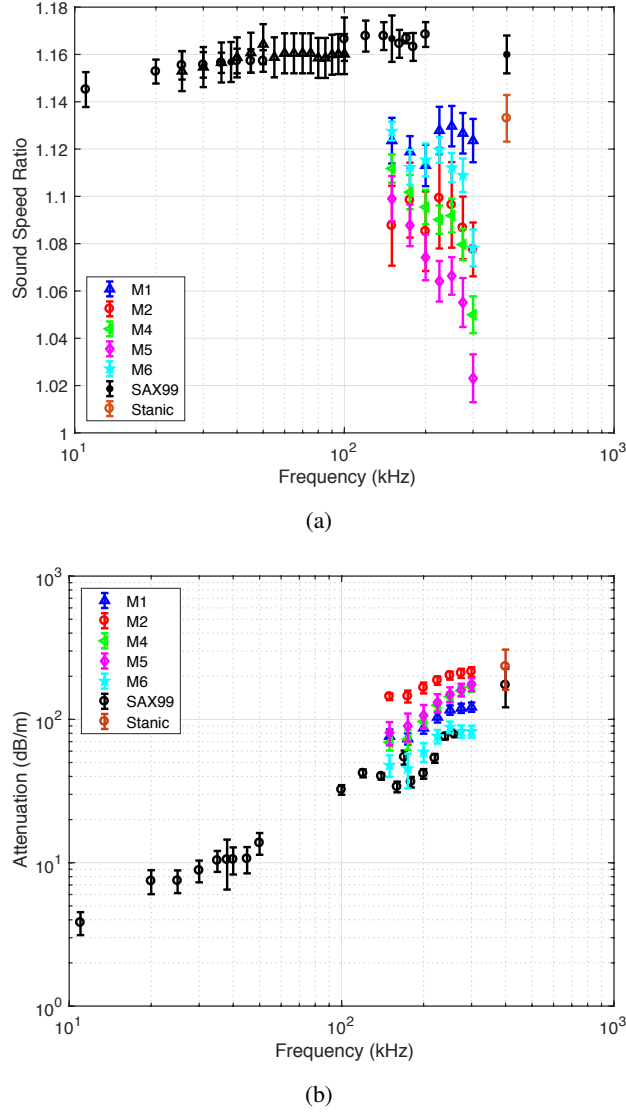 1.18
1.16
1.14
1.12
1.1
1.08
1.06
1.04
1.02
1
Sound Speed Ratio
M1
M2
M4
M5
M6
SAX99
Stanic
10^1
10^2
10^3
Frequency (kHz)
(a)
10^3
10^2
10^1
10^0
Attenuation (dB/m)
M1
M2
M4
M5
M6
SAX99
Stanic
10^1
10^2
10^3
Frequency (kHz)
(b)